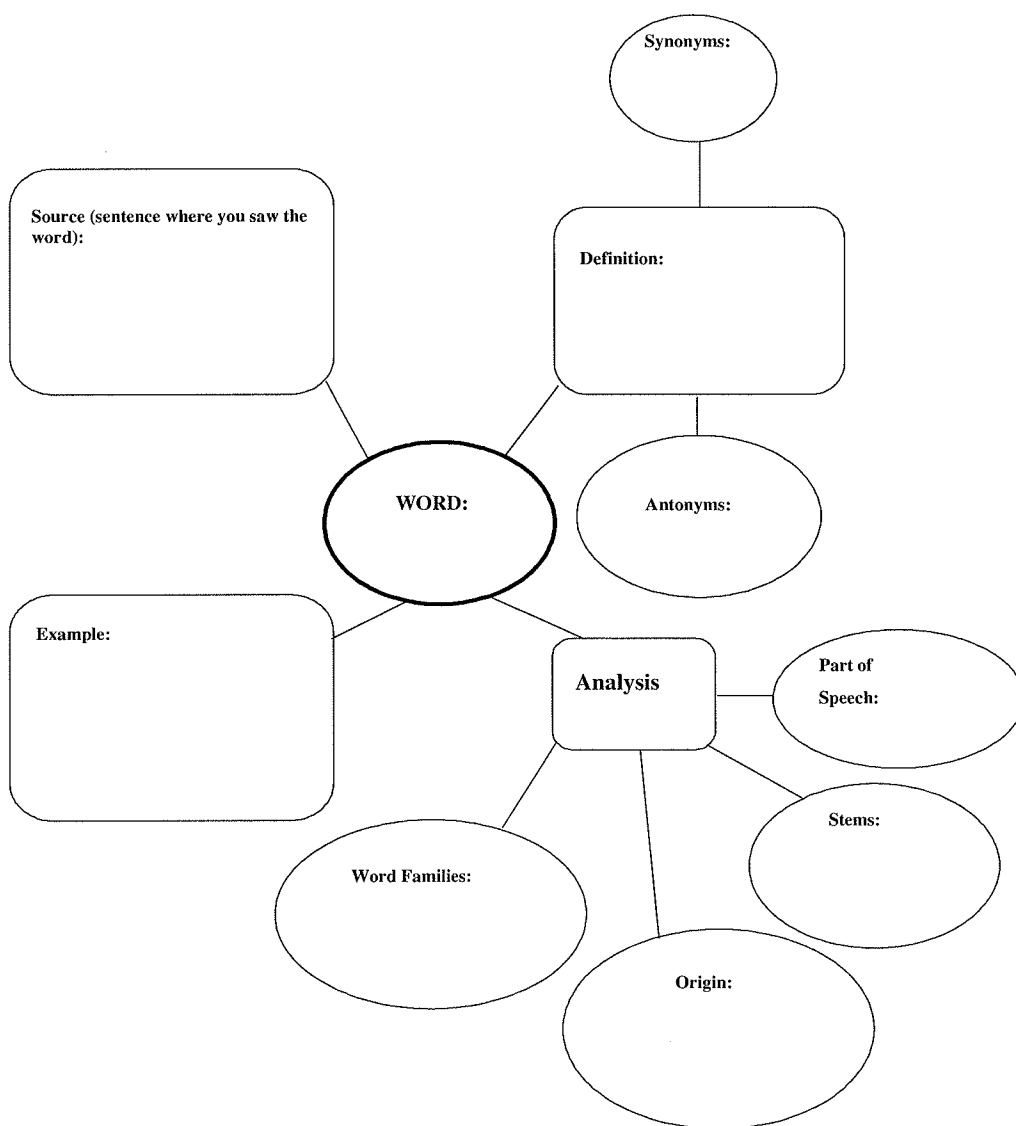 Synonyms:
Source (sentence where you saw the
word):
Definition:
WORD:
Antonyms:
Example:
Analysis
Part of
Speech:
Stems:
Word Families:
Origin: